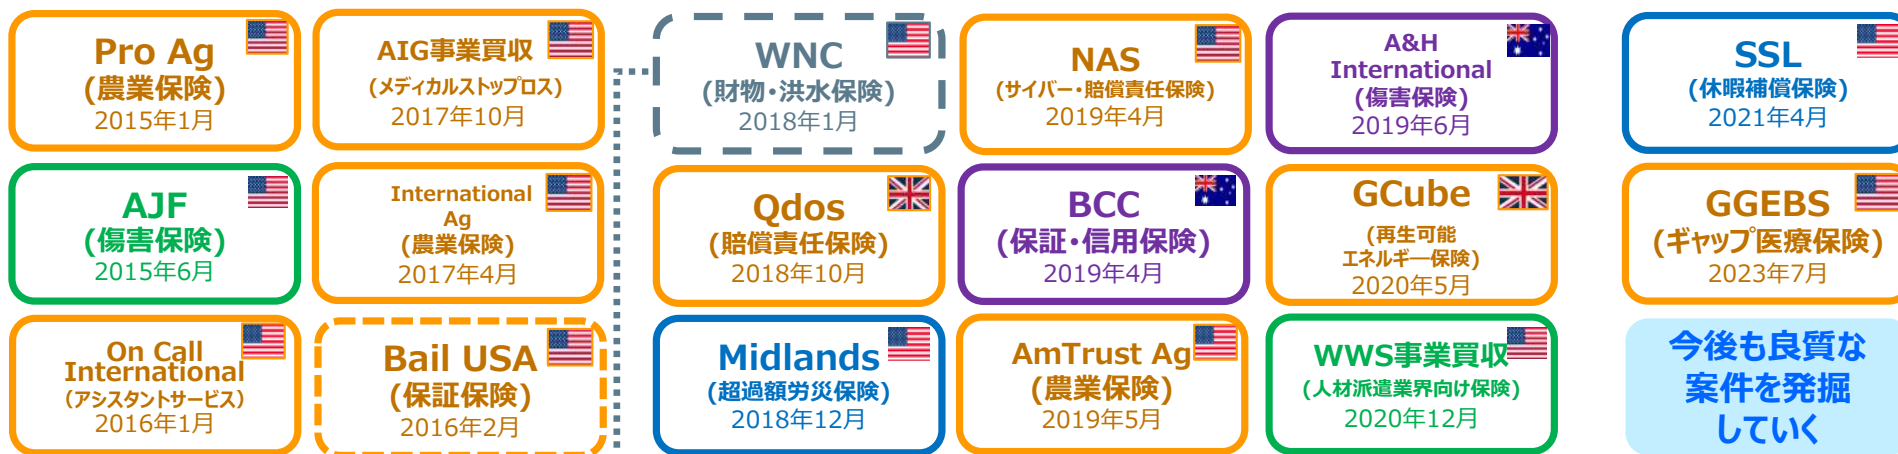 Pro Ag
(農業保険)
2015年1月
AJF
(傷害保険)
2015年6月
On Call
International
(アシスタントサービス)
2016年1月
AIG事業買収
(メディカルストップロス)
2017年10月
International
Ag
(農業保険)
2017年4月
Bail USA
(保証保険)
2016年2月
WNC
(財物・洪水保険)
2018年1月
Qdos
(賠償責任保険)
2018年10月
Midlands
(超過額労災保険)
2018年12月
NAS
(サイバー・賠償責任保険)
2019年4月
BCC
(保証・信用保険)
2019年4月
AmTrust Ag
(農業保険)
2019年5月
A&H
International
(傷害保険)
2019年6月
GCube
(再生可能
エネルギー保険)
2020年5月
WWS事業買収
(人材派遣業界向け保険)
2020年12月
SSL
(休暇補償保険)
2021年4月
GGEBS
(ギャップ医療保険)
2023年7月
今後も良質な
案件を発掘
していく